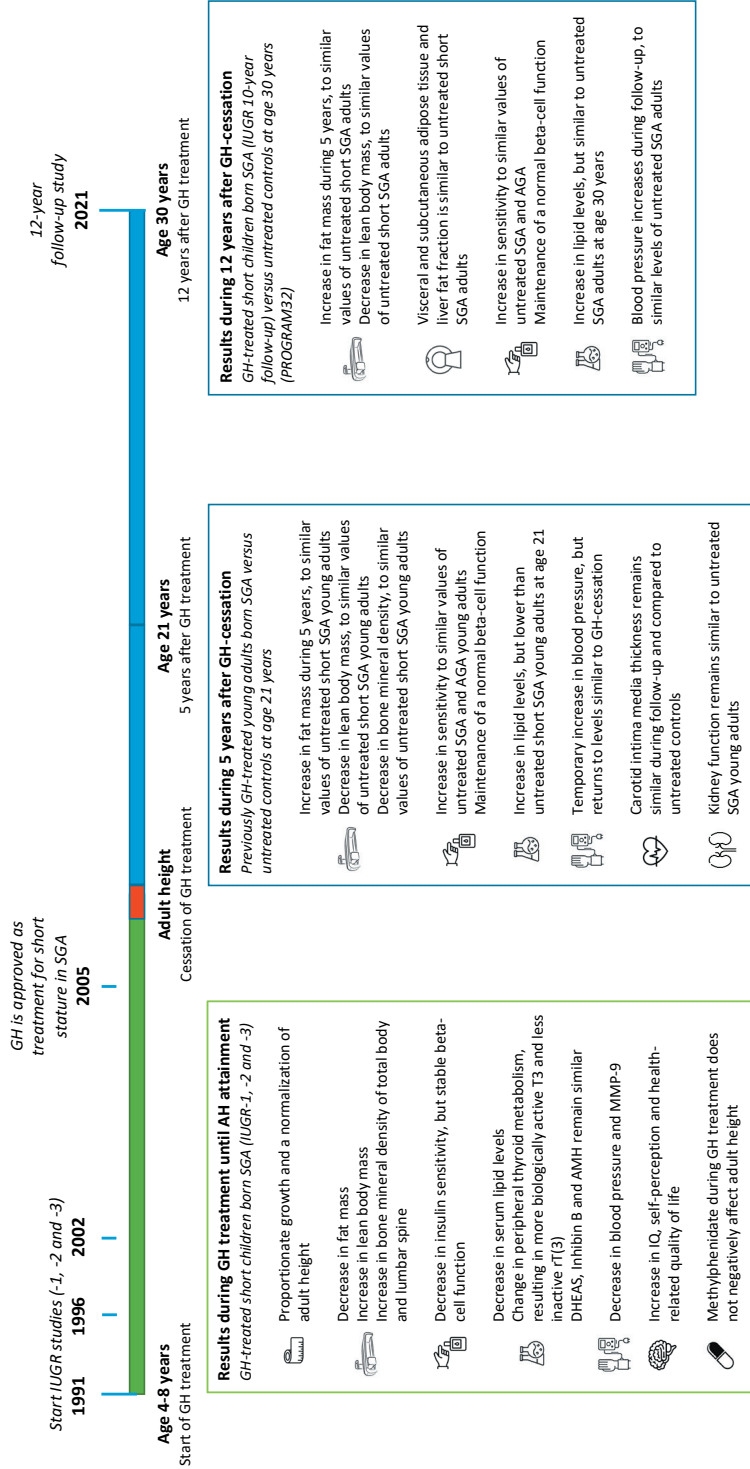 Start IUGR studies (-1, -2 and -3)
1991
1996
2002
GH is approved as
treatment for short
stature in SGA
2005
12-year
follow-up study
2021
Age 4-8 years
Start of GH treatment
Adult height
Cessation of GH treatment
Age 21 years
5 years after GH treatment
Age 30 years
12 years after GH treatment
Results during GH treatment until AH attainment
GH-treated short children born SGA (IUGR-1, -2 and -3)
Proportionate growth and a normalization of
adult height
Decrease in fat mass
Increase in lean body mass
Increase in bone mineral density of total body
and lumbar spine
Decrease in insulin sensitivity, but stable beta-
cell function
Decrease in serum lipid levels
Change in peripheral thyroid metabolism,
resulting in more biologically active T3 and less
inactive rT(3)
DHEAS, Inhibin B and AMH remain similar
Decrease in blood pressure and MMP-9
Increase in IQ, self-perception and health-
related quality of life
Methylphenidate during GH treatment does
not negatively affect adult height
Results during 5 years after GH-cessation
Previously GH-treated young adults born SGA versus
untreated controls at age 21 years
Increase in fat mass during 5 years, to similar
values of untreated short SGA young adults
Decrease in lean body mass, to similar values
of untreated short SGA young adults
Decrease in bone mineral density, to similar
values of untreated short SGA young adults
Increase in sensitivity to similar values of
untreated SGA and AGA young adults
Maintenance of a normal beta-cell function
Increase in lipid levels, but lower than
untreated short SGA young adults at age 21
Temporary increase in blood pressure, but
returns to levels similar to GH-cessation
Carotid intima media thickness remains
similar during follow-up and compared to
untreated controls
Kidney function remains similar to untreated
SGA young adults
Results during 12 years after GH-cessation
GH-treated short children born SGA (IUGR 10-year
follow-up) versus untreated controls at age 30 years
(PROGRAM32)
Increase in fat mass during 5 years, to similar
values of untreated short SGA adults
Decrease in lean body mass, to similar values
of untreated short SGA adults
Visceral and subcutaneous adipose tissue and
liver fat fraction is similar to untreated short
SGA adults
Increase in sensitivity to similar values of
untreated SGA and AGA
Maintenance of a normal beta-cell function
Increase in lipid levels, but similar to untreated
SGA adults at age 30 years
Blood pressure increases during follow-up, to
similar levels of untreated SGA adults